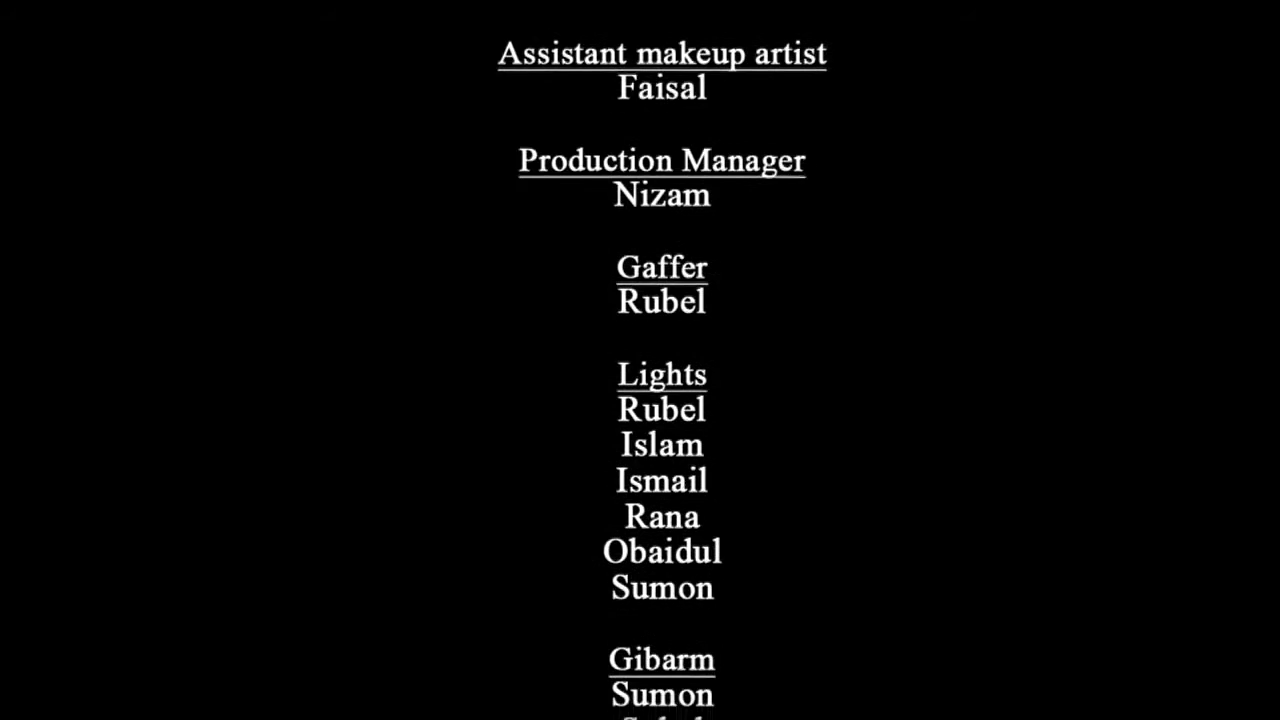 Assistant makeup artist
Faisal
Production Manager
Nizam
Gaffer
Rubel
Lights
Rubel
Islam
Ismail
Rana
Obaidul
Sumon
Gibarm
Sumon